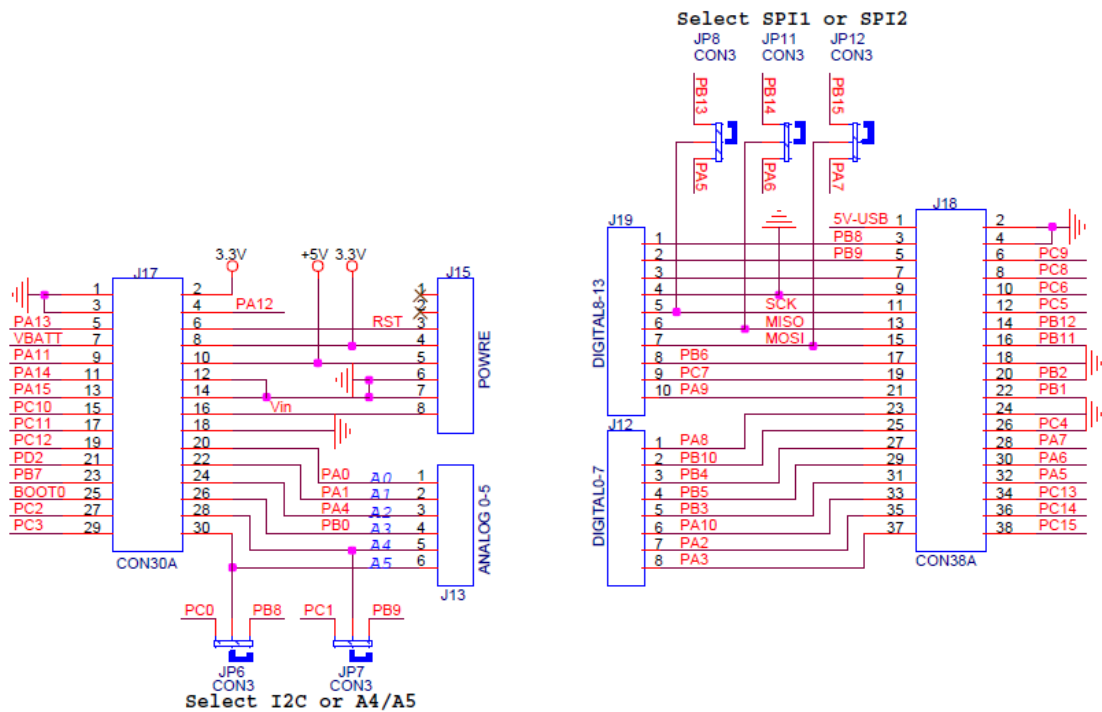 Select SPI1 or SPI2
JP8 JP11 JP12
CON3 CON3 CON3
PB13 PB14 PB15
PA5 PA6 PA7
J19 J18
5V-USB 1 2
1 PB8 3 4
2 PB9 5 6 PC9
3 7 8 PC8
4 9 10 PC6
5 SCK 11 12 PC5
6 MISO 13 14 PB12
7 MOSI 15 16 PB11
8 PB6 17 18
9 PC7 19 20 PB2
10 PA9 21 22 PB1
23 24
25 26 PC4
27 28 PA7
29 30 PA6
31 32 PA5
33 34 PC13
35 36 PC14
37 38 PC15
CON38A
DIGITAL8-13
J12
1 PA8
2 PB10
3 PB4
4 PB5
5 PB3
6 PA10
7 PA2
8 PA3
DIGITAL0-7
3.3V +5V 3.3V
J17 J15
1 2
3 4 PA12
PA13 5 6
VBATT 7 8
PA11 9 10
PA14 11 12
PA15 13 14
PC10 15 16
PC11 17 18
PC12 19 20
PD2 21 22
PB7 23 24
BOOT0 25 26
PC2 27 28
PC3 29 30
CON30A
1
2
RST 3
4
5
6
7
Vin 8
POWRE
PA0 A0 1
PA1 A1 2
PA4 A2 3
PB0 A3 4
A4 5
A5 6
ANALOG 0-5
J13
PC0 PB8 PC1 PB9
JP6 JP7
CON3 CON3
Select I2C or A4/A5